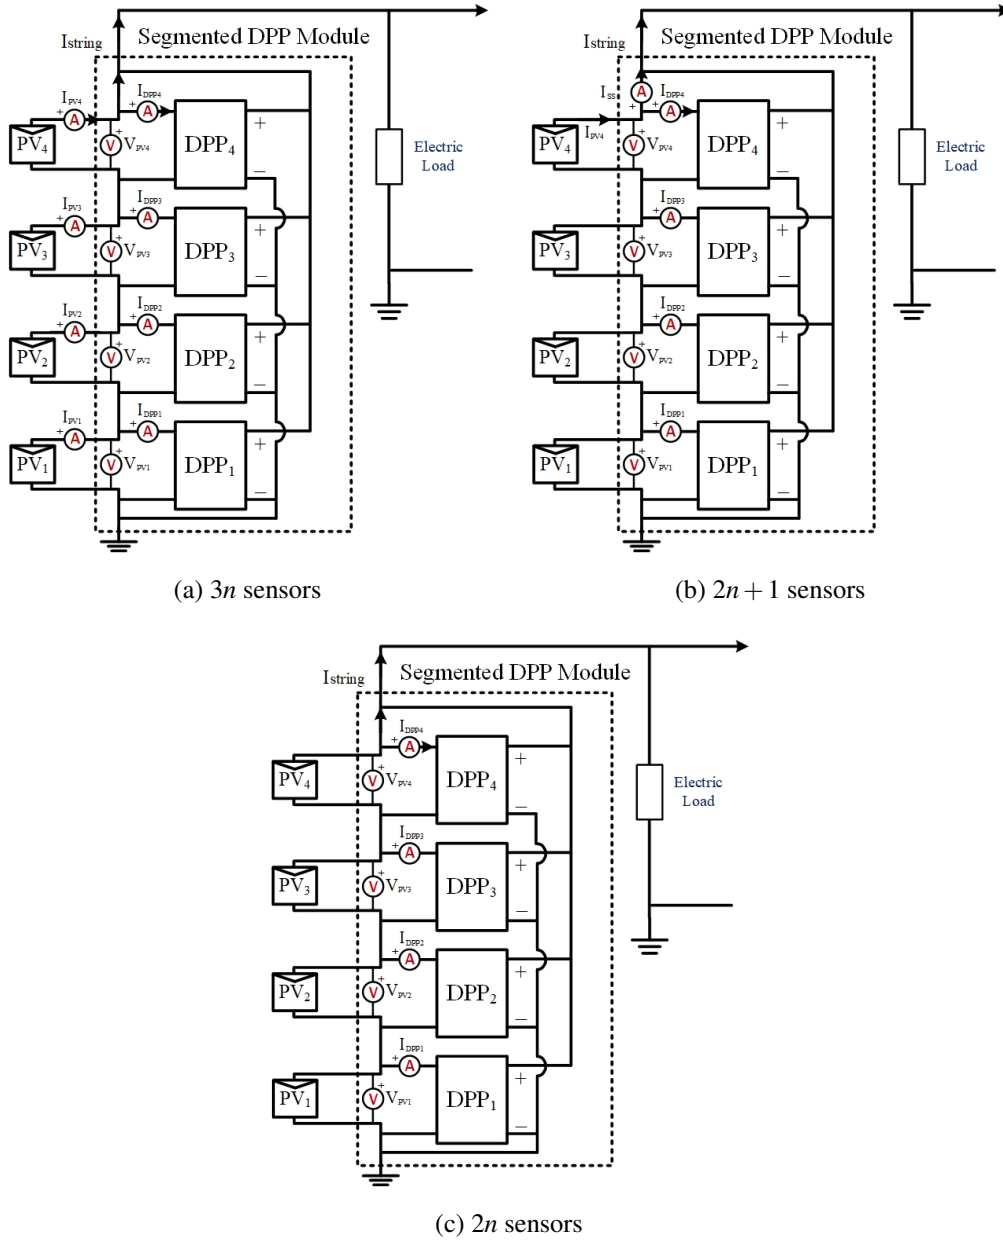 Segmented DPP Module
Istring
IPV4
IDPP4
+ A
+ A
PV4
V
+
VPV4
DPP4
+
−
IPV3
IDPP3
+ A
+ A
PV3
V
+
VPV3
DPP3
+
−
IPV2
IDPP2
+ A
+ A
PV2
V
+
VPV2
DPP2
+
−
IPV1
IDPP1
+ A
+ A
PV1
V
+
VPV1
DPP1
+
−
Electric
Load
(a) 3n sensors
Segmented DPP Module
Istring
ISS
A
+
IDPP4
+ A
IPV4
PV4
V
+
VPV4
DPP4
+
−
IDPP3
+ A
PV3
V
+
VPV3
DPP3
+
−
IDPP2
+ A
PV2
V
+
VPV2
DPP2
+
−
IDPP1
+ A
PV1
V
+
VPV1
DPP1
+
−
Electric
Load
(b) 2n + 1 sensors
Segmented DPP Module
Istring
IDPP4
+ A
PV4
V
+
VPV4
DPP4
+
−
IDPP3
+ A
PV3
V
+
VPV3
DPP3
+
−
IDPP2
+ A
PV2
V
+
VPV2
DPP2
+
−
IDPP1
+ A
PV1
V
+
VPV1
DPP1
+
−
Electric
Load
(c) 2n sensors